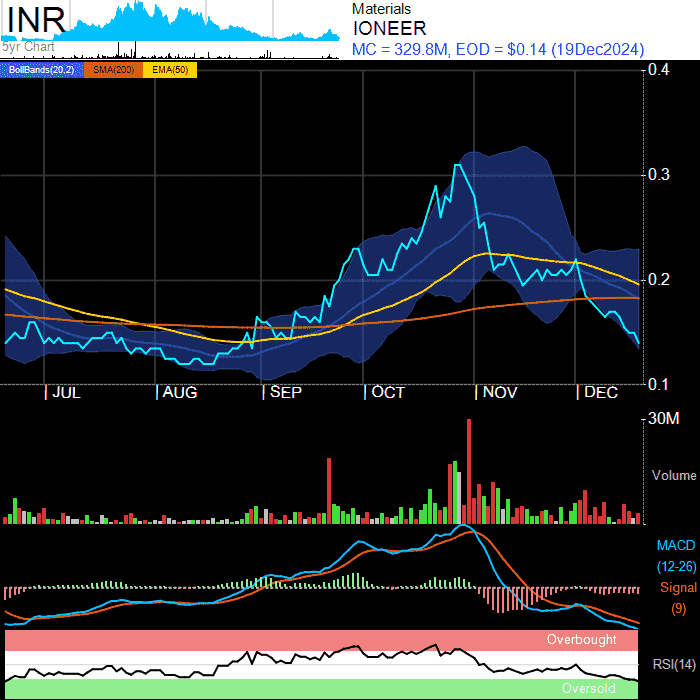 INR
5yr Chart
Materials
IONEER
MC = 329.8M, EOD = $0.14 (19Dec2024)
BollBands(20,2) SMA(200) EMA(50)
0.4
0.3
0.2
0.1
JUL AUG SEP OCT NOV DEC
30M
Volume
MACD
(12-26)
Signal
(9)
Overbought
RSI(14)
Oversold